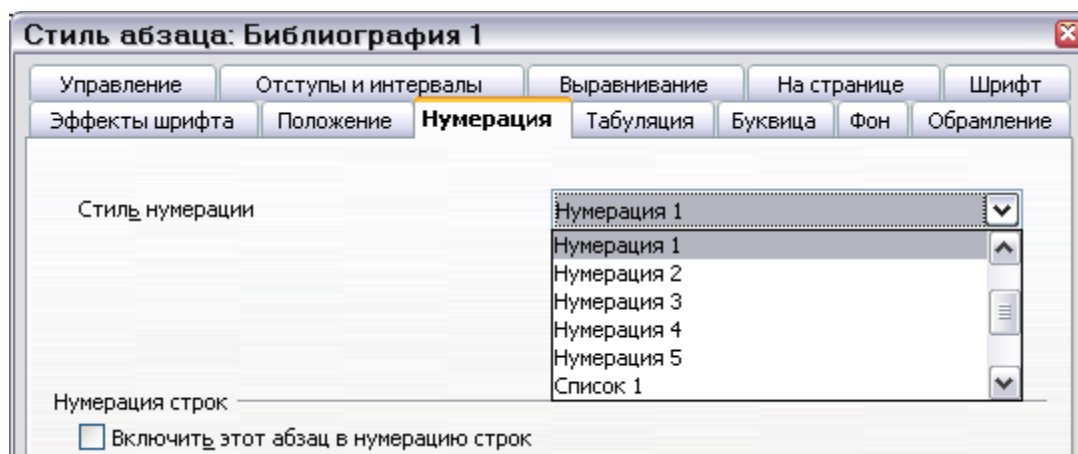 Стиль абзаца: Библиография 1
Управление Отступы и интервалы Выравнивание На странице Шрифт
Эффекты шрифта Положение Нумерация Табуляция Буквица Фон Обрамление
Стиль нумерации Нумерация 1
Нумерация 1
Нумерация 2
Нумерация 3
Нумерация 4
Нумерация 5
Список 1
Нумерация строк
Включить этот абзац в нумерацию строк